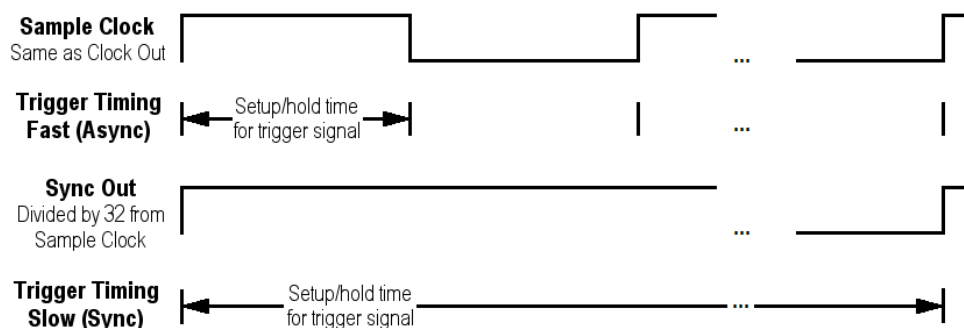 Sample Clock
Same as Clock Out
...
Trigger Timing
Fast (Async)
Setup/hold time
for trigger signal
...
Sync Out
Divided by 32 from
Sample Clock
...
Trigger Timing
Slow (Sync)
Setup/hold time
for trigger signal
...